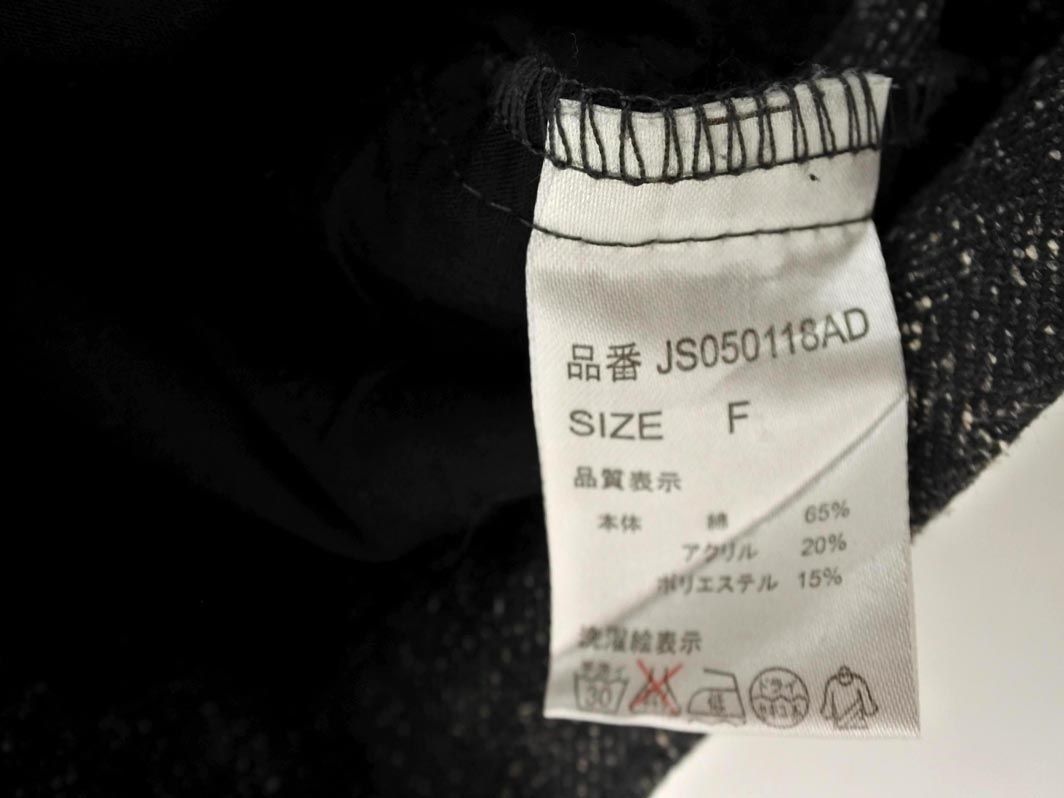 品番 JS050118AD
SIZE F
品質表示
本体 綿 65%
アクリル 20%
ポリエステル 15%
洗濯絵表示
30 低 ドライ